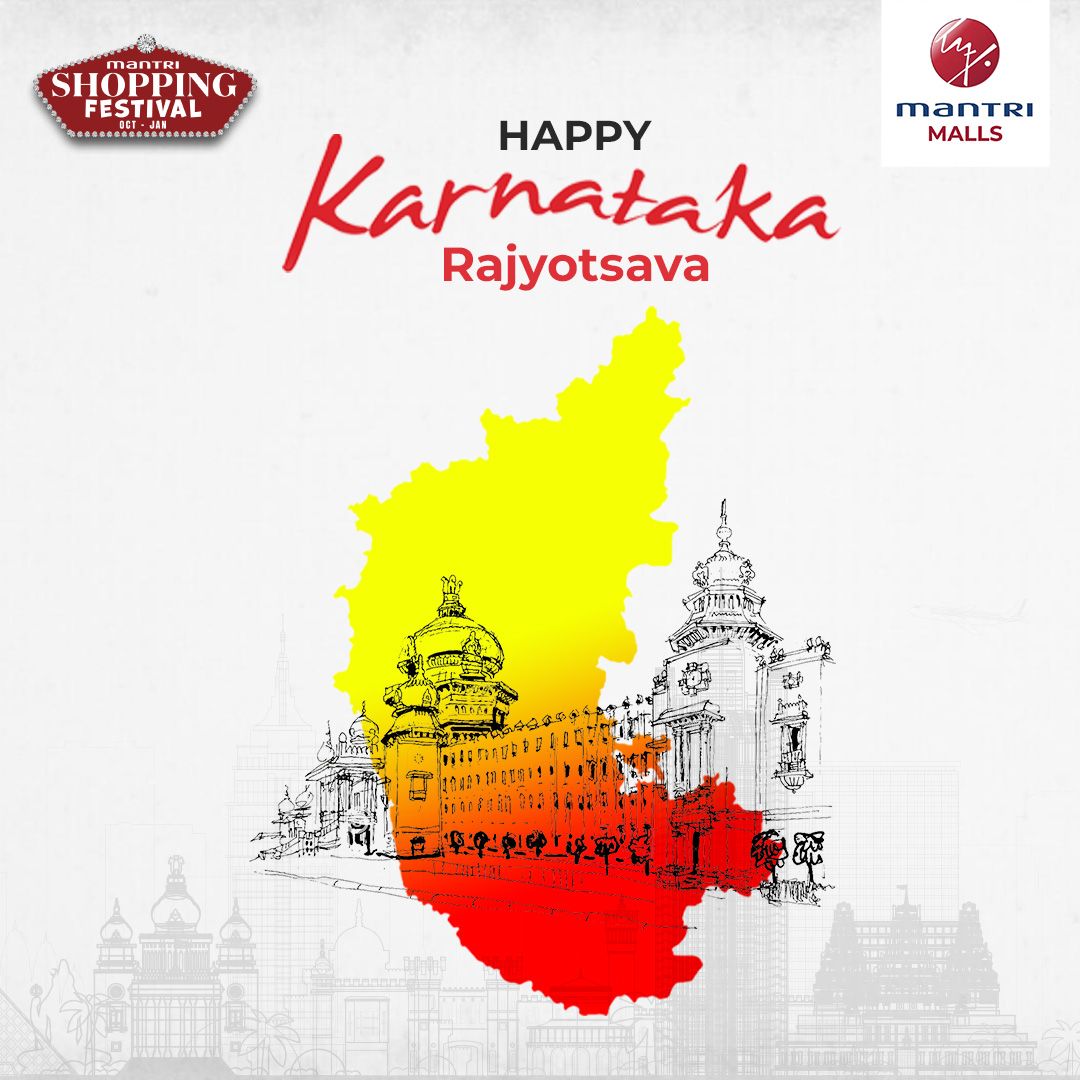 mantri
SHOPPING
FESTIVAL
OCT - JAN
mantri
MALLS
HAPPY
Karnataka
Rajyotsava